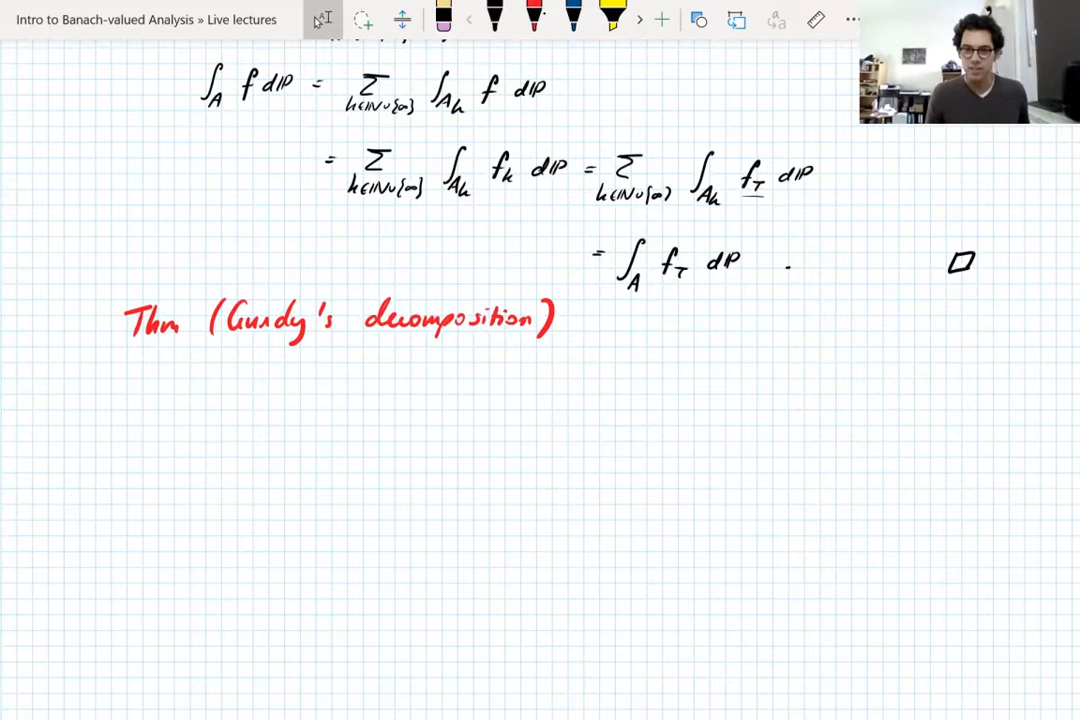 Intro to Banach-valued Analysis » Live lectures
∫_A f dℙ = Σ_{k∈ℕ∪{∞}} ∫_{A_k} f dℙ
= Σ_{k∈ℕ∪{∞}} ∫_{A_k} f_k dℙ = Σ_{k∈ℕ∪{∞}} ∫_{A_k} f_τ dℙ
= ∫_A f_τ dℙ . □
Thm (Gundy's decomposition)